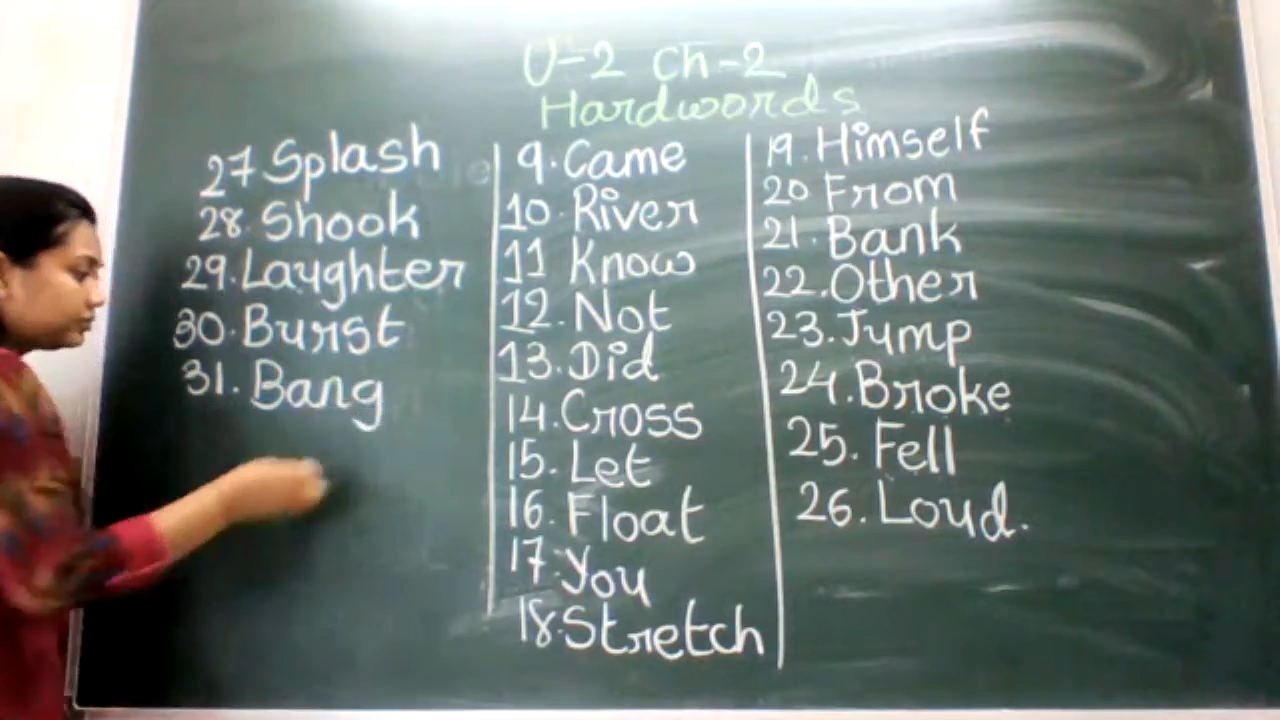 U-2 Ch-2
Hardwords
27 Splash
28. Shook
29. Laughter
30. Burst
31. Bang
9. Came
10. River
11 Know
12. Not
13. Did
14. Cross
15. Let
16. Float
17. You
18. Stretch
19. Himself
20 From
21. Bank
22. Other
23. Jump
24. Broke
25. Fell
26. Loud.